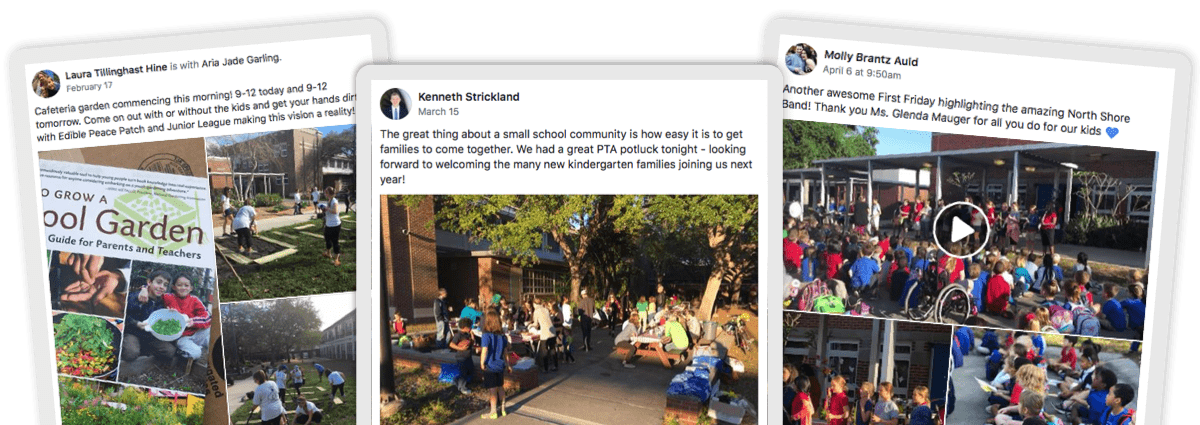 Laura Tillinghast Hine is with Aria Jade Garling.
February 17
Cafeteria garden commencing this morning! 9-12 today and 9-12
tomorrow. Come on out with or without the kids and get your hands dirt
with Edible Peace Patch and Junior League making this vision a reality!
O GROW A
ool Garden
Guide for Parents and Teachers
Kenneth Strickland
March 15
The great thing about a small school community is how easy it is to get
families to come together. We had a great PTA potluck tonight - looking
forward to welcoming the many new kindergarten families joining us next
year!
Molly Brantz Auld
April 6 at 9:50am
Another awesome First Friday highlighting the amazing North Shore
Band! Thank you Ms. Glenda Mauger for all you do for our kids 💙